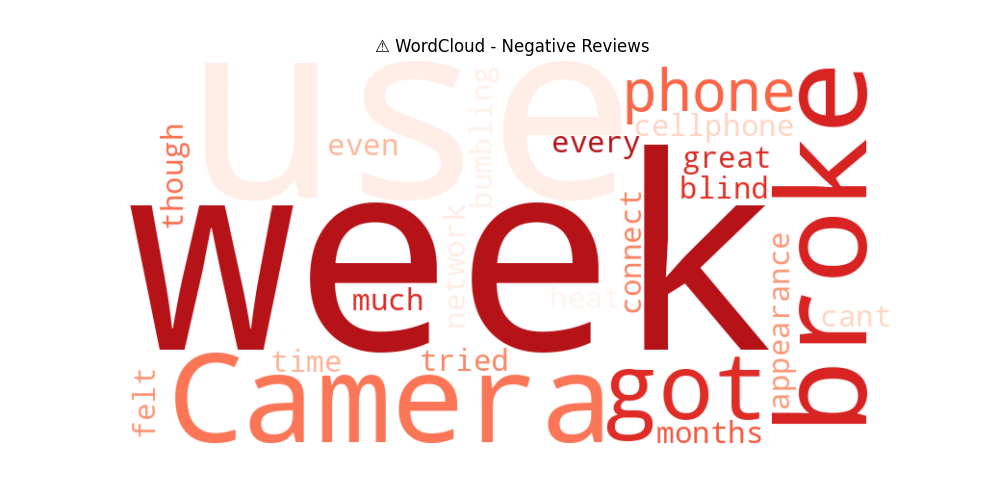 ⚠ WordCloud - Negative Reviews
use
bumbling
phone
broke
cellphone
though
even
every
great
blind
week
network
connect
much
heat
appearance
cant
Camera
time
tried
got
felt
months